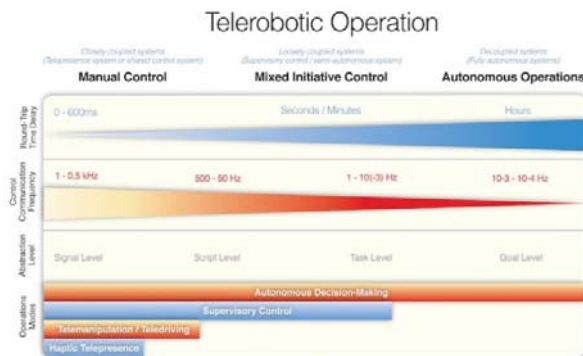 Telerobotic Operation
Closely coupled systems
(Telepresence system or shared control system)
Manual Control
Loosely coupled systems
(Supervisory control / semi-autonomous system)
Mixed Initiative Control
Decoupled systems
(Fully autonomous systems)
Autonomous Operations
Round-Trip
Time Delay
0 - 600ms
Seconds / Minutes
Hours
Control
Communication
Frequency
1 - 0,5 kHz
500 - 50 Hz
1 - 10(-3) Hz
10-3 - 10-4 Hz
Abstraction
Level
Signal Level
Script Level
Task Level
Goal Level
Operations
Modes
Autonomous Decision-Making
Supervisory Control
Telemanipulation / Teledriving
Haptic Telepresence